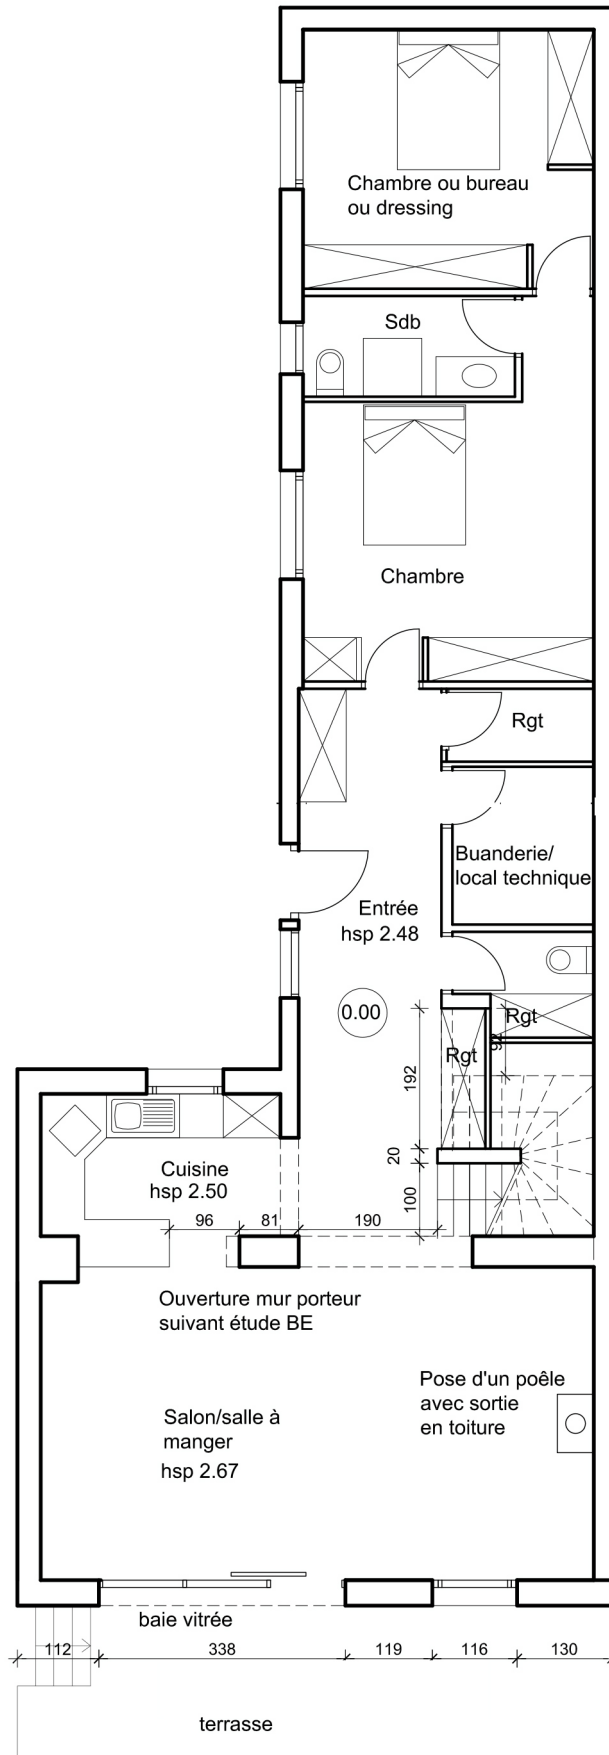 Chambre ou bureau
ou dressing
Sdb
Chambre
Rgt
Buanderie/
local technique
Entrée
hsp 2.48
0.00
Rgt
92
Rgt
192
20
100
Cuisine
hsp 2.50
96
81
190
Ouverture mur porteur
suivant étude BE
Pose d'un poêle
avec sortie
en toiture
Salon/salle à
manger
hsp 2.67
baie vitrée
112
338
119
116
130
terrasse